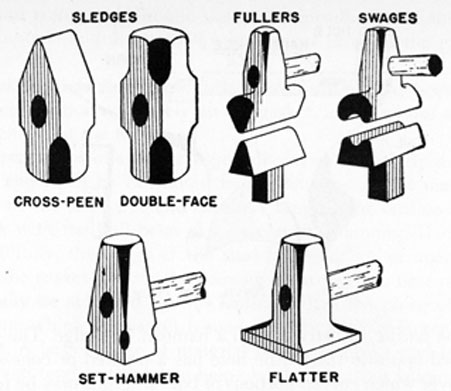 SLEDGES
FULLERS
SWAGES
CROSS-PEEN
DOUBLE-FACE
SET-HAMMER
FLATTER